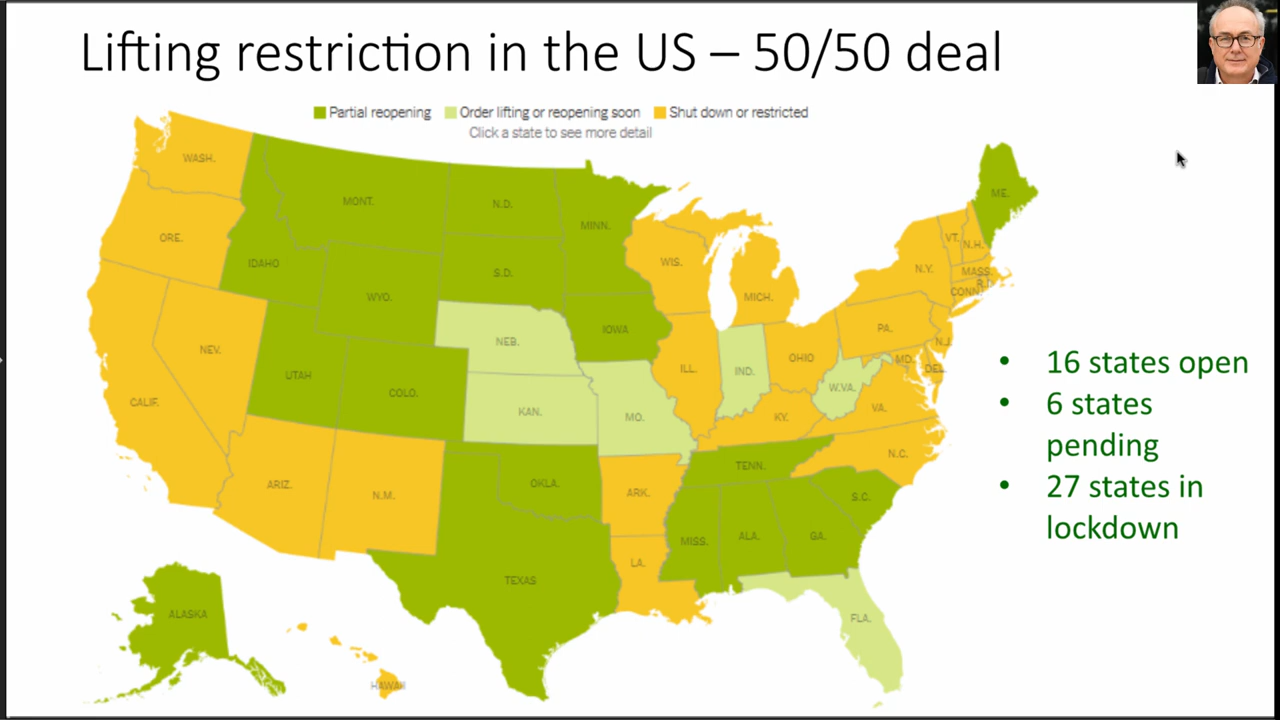 Lifting restriction in the US – 50/50 deal
Partial reopening
Order lifting or reopening soon
Shut down or restricted
Click a state to see more detail
WASH.
MONT.
N.D.
MINN.
ME.
ORE.
IDAHO
S.D.
WIS.
VT.
N.H.
N.Y.
MASS.
R.I.
CONN.
WYO.
MICH.
IOWA
PA.
N.J.
NEV.
NEB.
OHIO
MD.
DEL.
UTAH
COLO.
ILL.
IND.
W.VA.
CALIF.
KAN.
MO.
KY.
VA.
• 16 states open
• 6 states
pending
• 27 states in
lockdown
N.C.
TENN.
ARIZ.
N.M.
OKLA.
ARK.
S.C.
MISS.
ALA.
GA.
LA.
TEXAS
ALASKA
FLA.
HAWAII